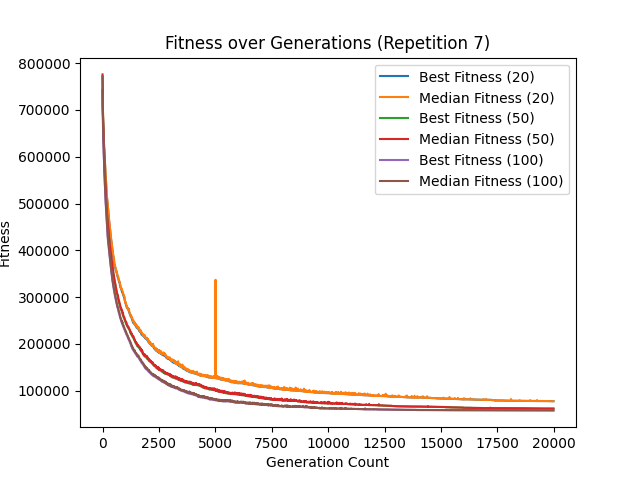 Fitness over Generations (Repetition 7)
800000
700000
600000
500000
400000
300000
200000
100000
Fitness
Best Fitness (20)
Median Fitness (20)
Best Fitness (50)
Median Fitness (50)
Best Fitness (100)
Median Fitness (100)
0 2500 5000 7500 10000 12500 15000 17500 20000
Generation Count